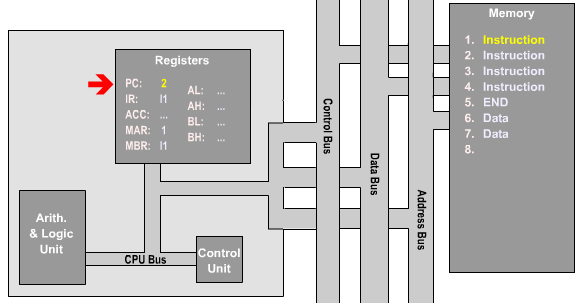 Memory
1. Instruction
2. Instruction
3. Instruction
4. Instruction
5. END
6. Data
7. Data
8.
Registers
PC: 2
IR: I1
ACC: ...
MAR: 1
MBR: I1
AL: ...
AH: ...
BL: ...
BH: ...
Control Bus
Data Bus
Address Bus
Arith.
& Logic
Unit
CPU Bus
Control
Unit